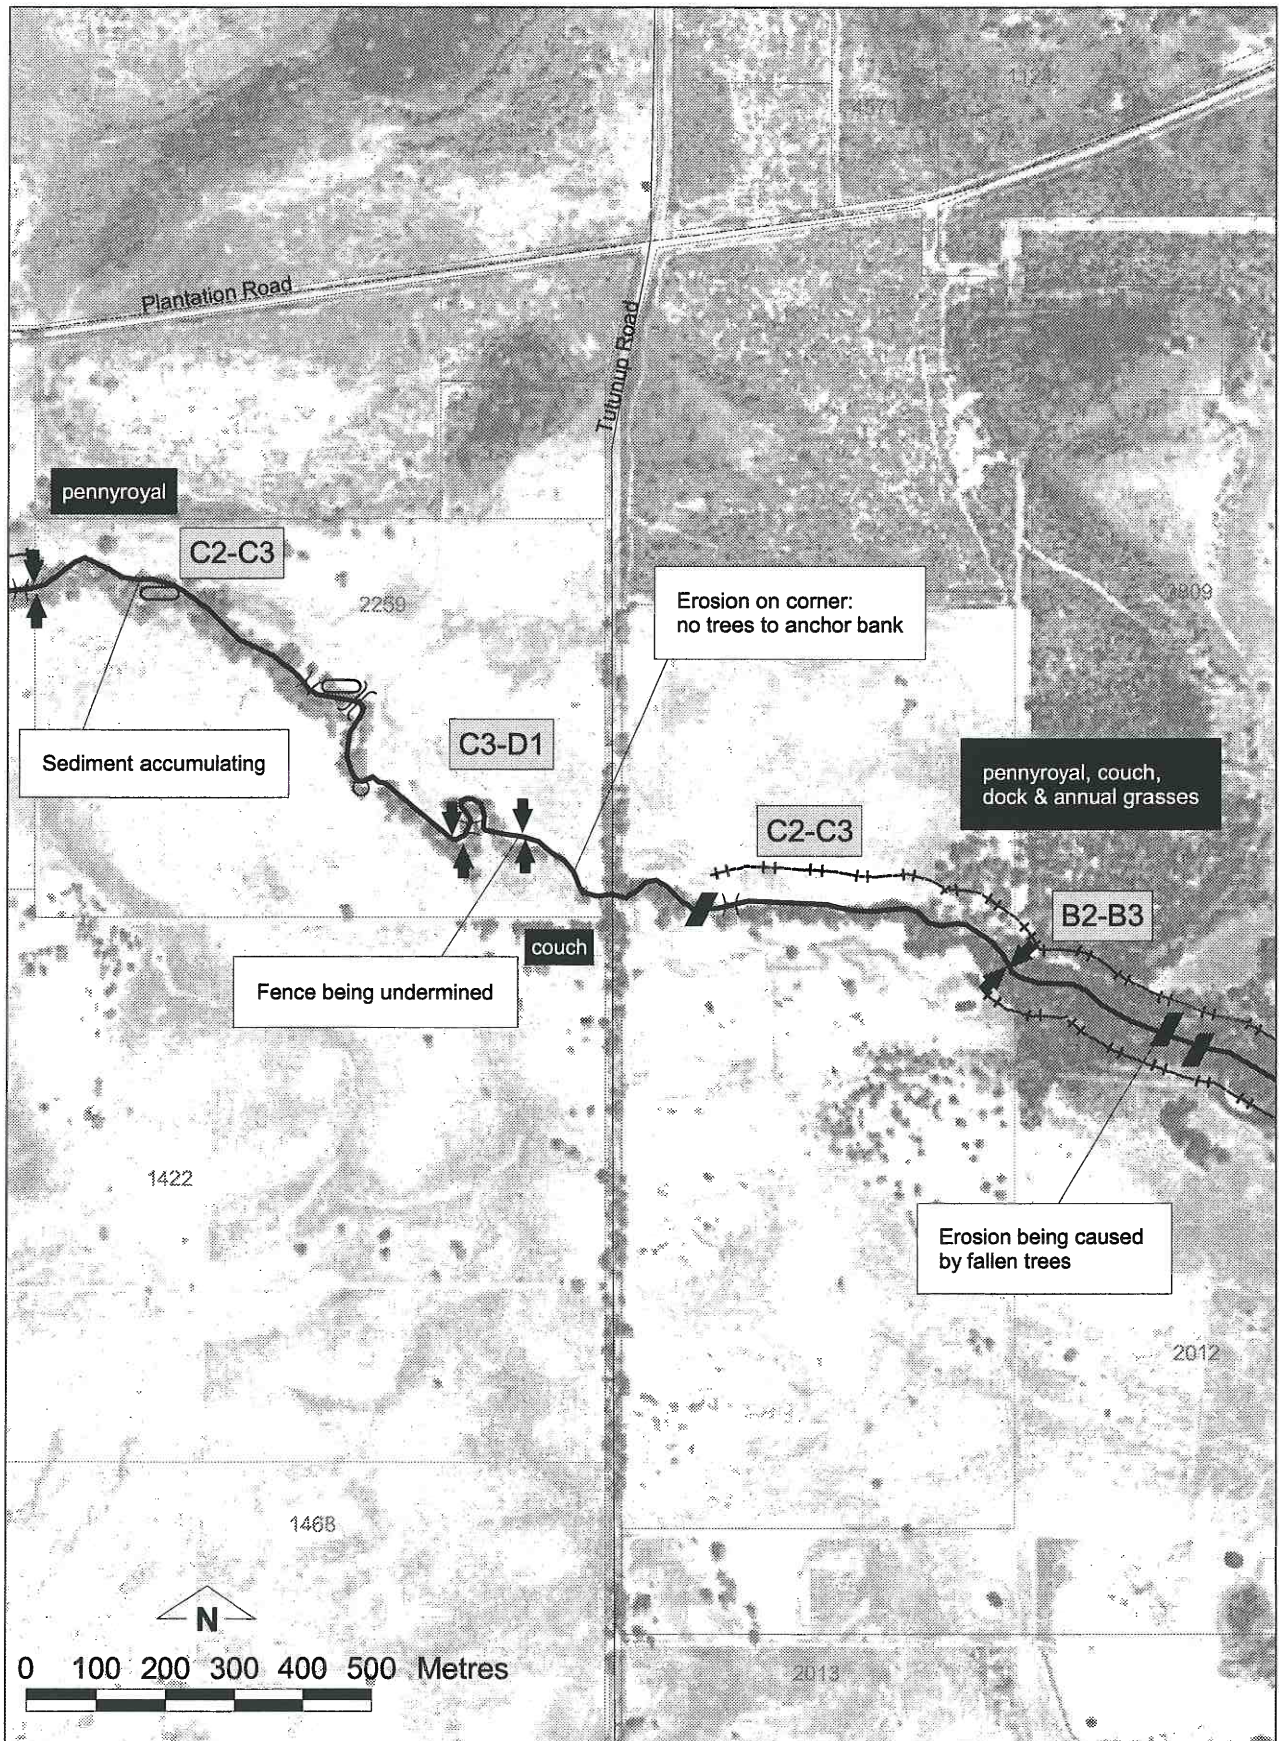 1121
4571
Plantation Road
Tutunup Road
pennyroyal
C2-C3
2259
Erosion on corner:
no trees to anchor bank
3809
Sediment accumulating
C3-D1
pennyroyal, couch,
dock & annual grasses
C2-C3
B2-B3
couch
Fence being undermined
1422
Erosion being caused
by fallen trees
2012
1468
N
0 100 200 300 400 500 Metres
2013